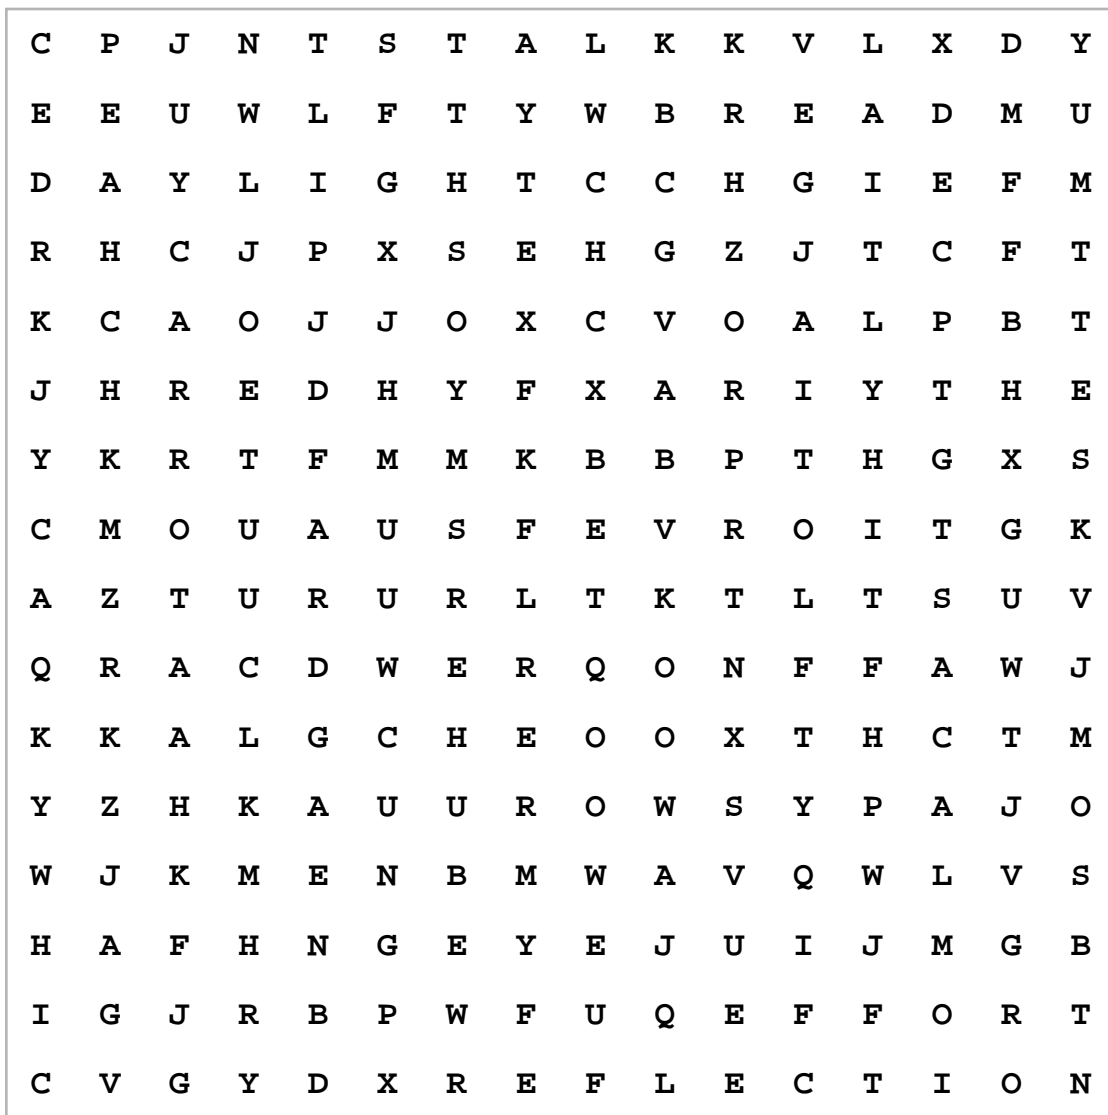 C P J N T S T A L K K V L X D Y
E E U W L F T Y W B R E A D M U
D A Y L I G H T C C H G I E F M
R H C J P X S E H G Z J T C F T
K C A O J J O X C V O A L P B T
J H R E D H Y F X A R I Y T H E
Y K R T F M M K B B P T H G X S
C M O U A U S F E V R O I T G K
A Z T U R U R L T K T L T S U V
Q R A C D W E R Q O N F F A W J
K K A L G C H E O O X T H C T M
Y Z H K A U U R O W S Y P A J O
W J K M E N B M W A V Q W L V S
H A F H N G E Y E J U I J M G B
I G J R B P W F U Q E F F O R T
C V G Y D X R E F L E C T I O N